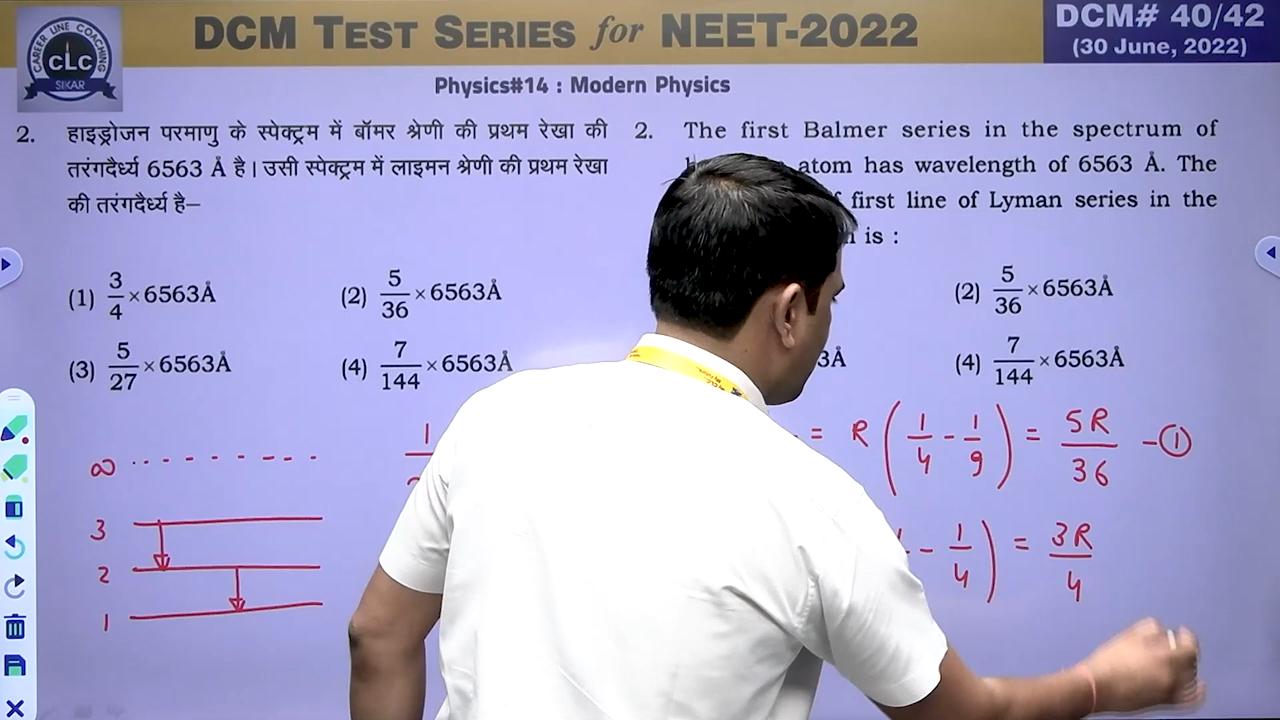 CAREER LINE COACHING
CLC
SIKAR
DCM TEST SERIES for NEET-2022
DCM# 40/42
(30 June, 2022)
Physics#14 : Modern Physics
2. हाइड्रोजन परमाणु के स्पेक्ट्रम में बॉमर श्रेणी की प्रथम रेखा की
तरंगदैर्ध्य 6563 Å है। उसी स्पेक्ट्रम में लाइमन श्रेणी की प्रथम रेखा
की तरंगदैर्ध्य है–
(1) 3/4 × 6563Å (2) 5/36 × 6563Å
(3) 5/27 × 6563Å (4) 7/144 × 6563Å
2. The first Balmer series in the spectrum of
atom has wavelength of 6563 Å. The
first line of Lyman series in the
is :
(2) 5/36 × 6563Å
3Å (4) 7/144 × 6563Å
∞
3
2
1
1
= R (1/4 - 1/9) = 5R/36 - ①
- 1/4) = 3R/4